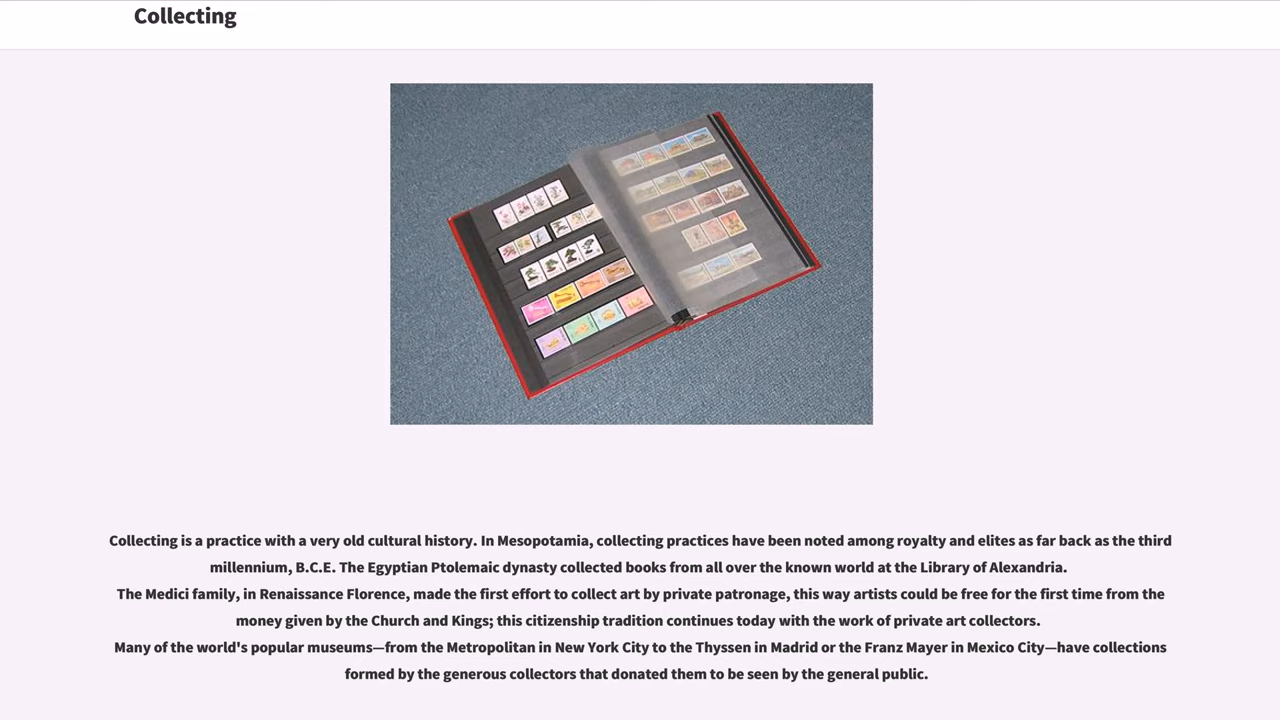 Collecting
Collecting is a practice with a very old cultural history. In Mesopotamia, collecting practices have been noted among royalty and elites as far back as the third
millennium, B.C.E. The Egyptian Ptolemaic dynasty collected books from all over the known world at the Library of Alexandria.
The Medici family, in Renaissance Florence, made the first effort to collect art by private patronage, this way artists could be free for the first time from the
money given by the Church and Kings; this citizenship tradition continues today with the work of private art collectors.
Many of the world's popular museums—from the Metropolitan in New York City to the Thyssen in Madrid or the Franz Mayer in Mexico City—have collections
formed by the generous collectors that donated them to be seen by the general public.